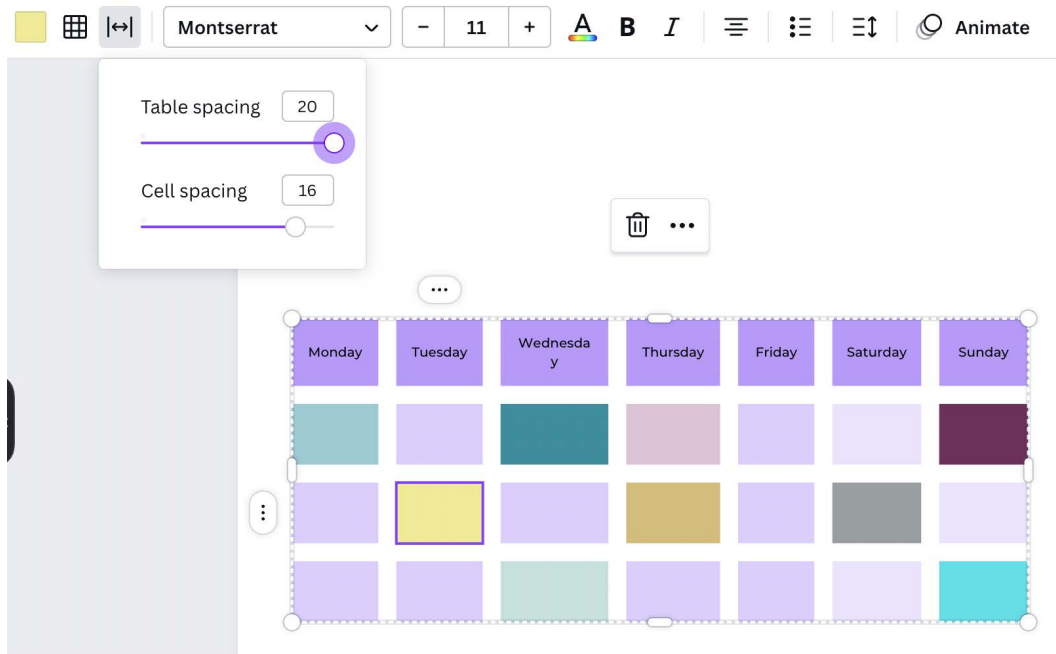 Montserrat
– 11 +
A B I
Animate
Table spacing 20
Cell spacing 16
Monday Tuesday Wednesda
y Thursday Friday Saturday Sunday